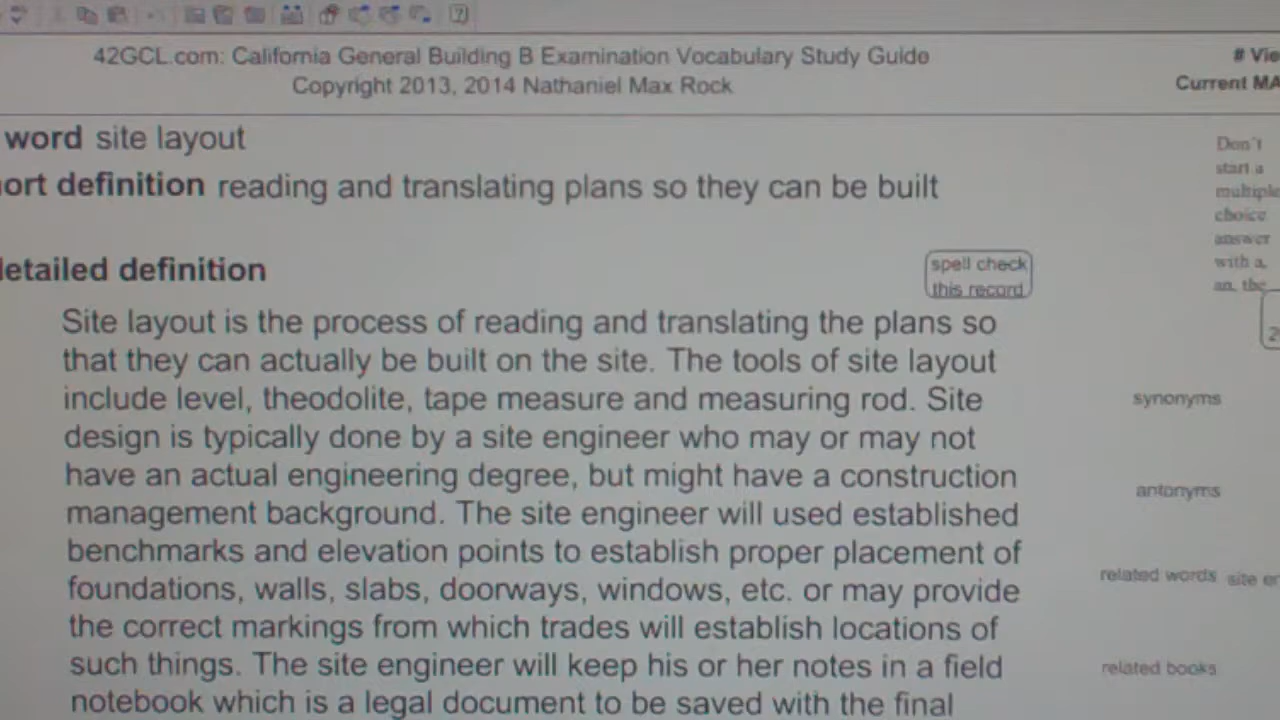 42GCL.com: California General Building B Examination Vocabulary Study Guide
Copyright 2013, 2014 Nathaniel Max Rock
# Vie
Current MA
word site layout
ort definition reading and translating plans so they can be built
Don't
start a
multiple
choice
answer
with a,
an, the
detailed definition
spell check
this record
Site layout is the process of reading and translating the plans so
that they can actually be built on the site. The tools of site layout
include level, theodolite, tape measure and measuring rod. Site
design is typically done by a site engineer who may or may not
have an actual engineering degree, but might have a construction
management background. The site engineer will used established
benchmarks and elevation points to establish proper placement of
foundations, walls, slabs, doorways, windows, etc. or may provide
the correct markings from which trades will establish locations of
such things. The site engineer will keep his or her notes in a field
notebook which is a legal document to be saved with the final
2
synonyms
antonyms
related words site en
related books